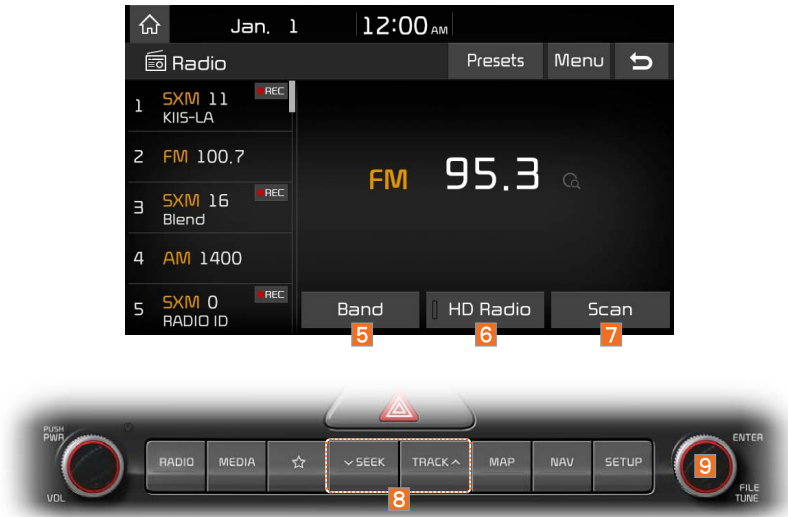 Jan. 1 12:00 AM
Radio Presets Menu
1 SXM 11 REC
KIIS-LA
2 FM 100.7
3 SXM 16 REC
Blend
4 AM 1400
5 SXM 0 REC
RADIO ID
FM 95.3
Band HD Radio Scan
5 6 7
PUSH
PWR
VOL
RADIO MEDIA SEEK TRACK MAP NAV SETUP
8
9
ENTER
FILE
TUNE